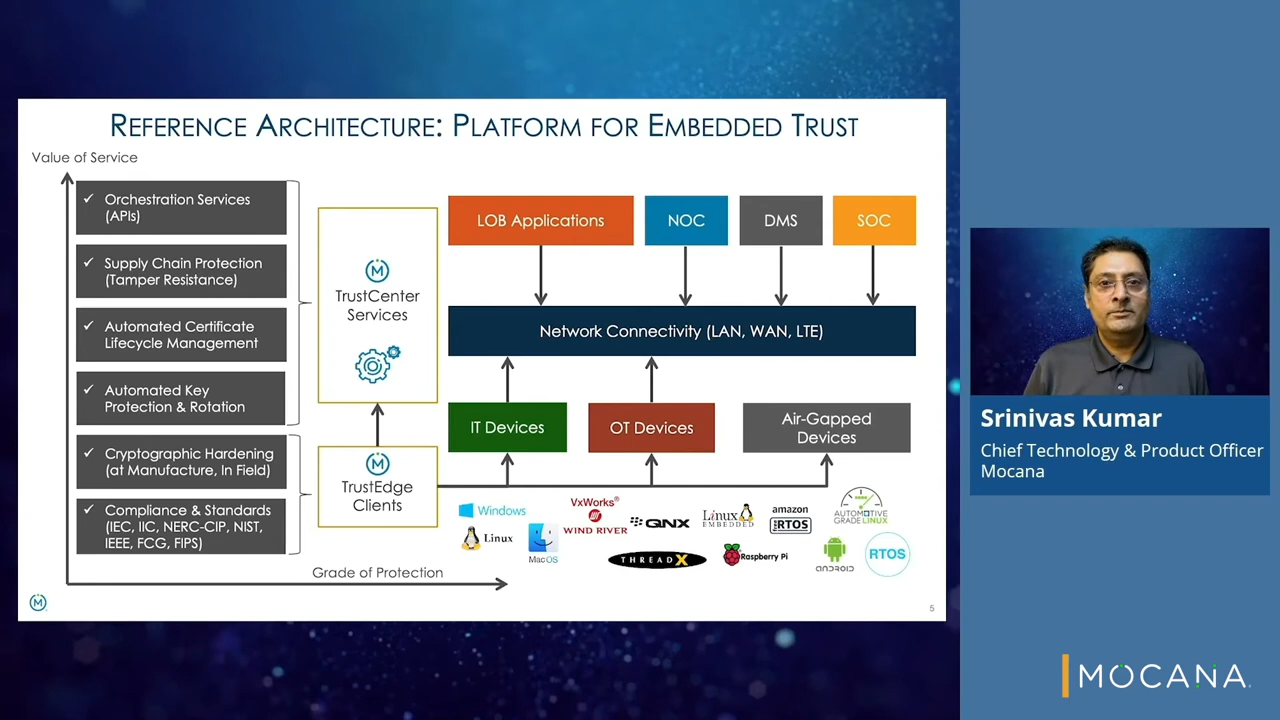 REFERENCE ARCHITECTURE: PLATFORM FOR EMBEDDED TRUST
Value of Service
✓ Orchestration Services
(APIs)
✓ Supply Chain Protection
(Tamper Resistance)
✓ Automated Certificate
Lifecycle Management
✓ Automated Key
Protection & Rotation
✓ Cryptographic Hardening
(at Manufacture, In Field)
✓ Compliance & Standards
(IEC, IIC, NERC-CIP, NIST,
IEEE, FCG, FIPS)
M
TrustCenter
Services
M
TrustEdge
Clients
LOB Applications
NOC
DMS
SOC
Network Connectivity (LAN, WAN, LTE)
IT Devices
OT Devices
Air-Gapped
Devices
Windows
Linux
MacOS
VxWorks®
WIND RIVER
QNX
THREADX
LINUX
EMBEDDED
Raspberry Pi
amazon
RTOS
AUTOMOTIVE
GRADELINUX
ANDROID
RTOS
Grade of Protection
M
5
Srinivas Kumar
Chief Technology & Product Officer
Mocana
MOCANA